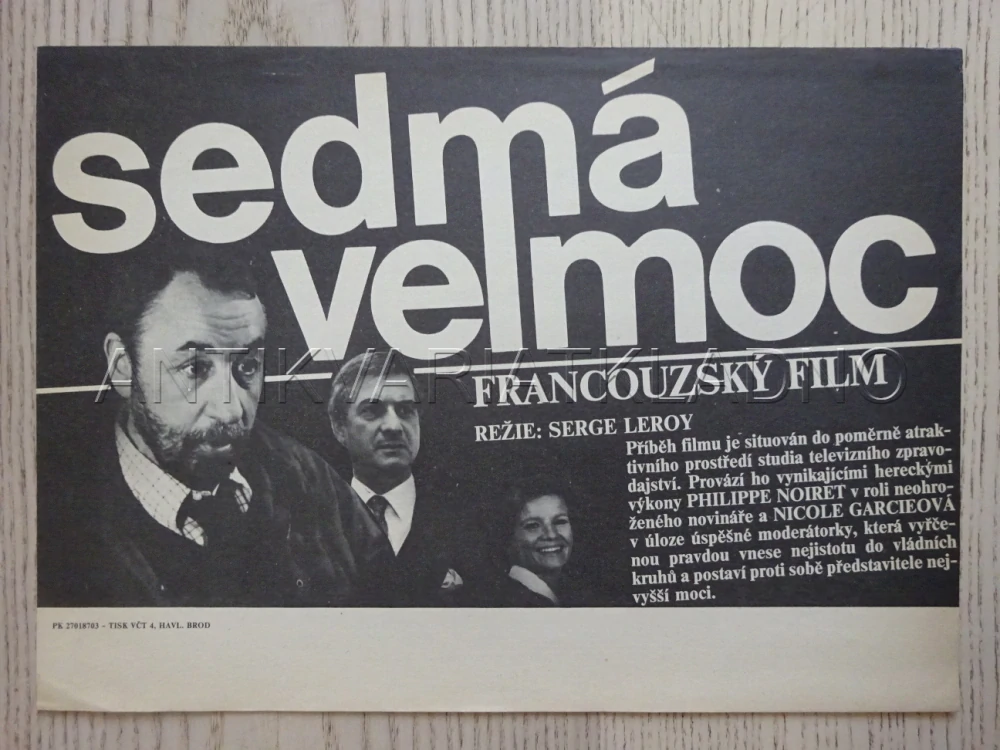 sedmá
velmoc
FRANCOUZSKÝ FILM
REŽIE: SERGE LEROY
Příběh filmu je situován do poměrně atrak-
tivního prostředí studia televizního zpravo-
dajství. Provází ho vynikajícími hereckými
výkony PHILIPPE NOIRET v roli neohro-
ženého novináře a NICOLE GARCIEOVÁ
v úloze úspěšné moderátorky, která vyřče-
nou pravdou vnese nejistotu do vládních
kruhů a postaví proti sobě představitele nej-
vyšší moci.
PK 27018703 – TISK VČT 4, HAVL. BROD
ANTIKVARIATKLADNO